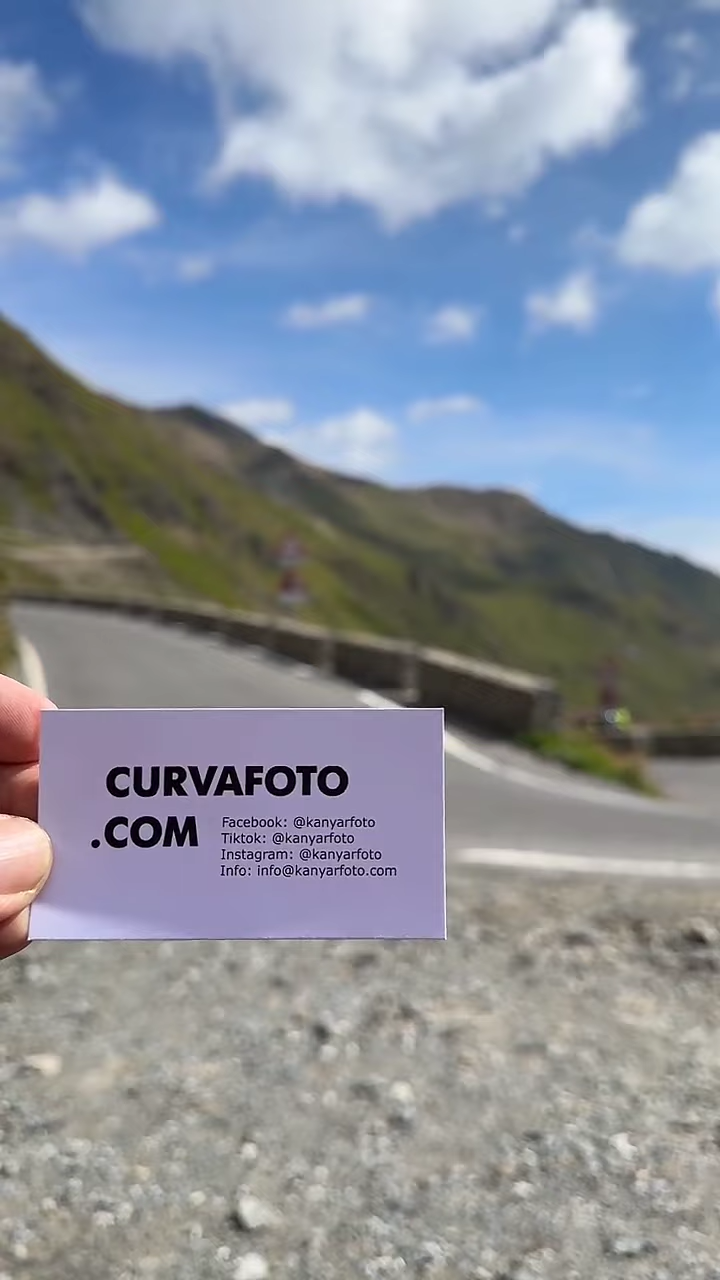 CURVAFOTO
.COM
Facebook: @kanyarfoto
Tiktok: @kanyarfoto
Instagram: @kanyarfoto
Info: info@kanyarfoto.com